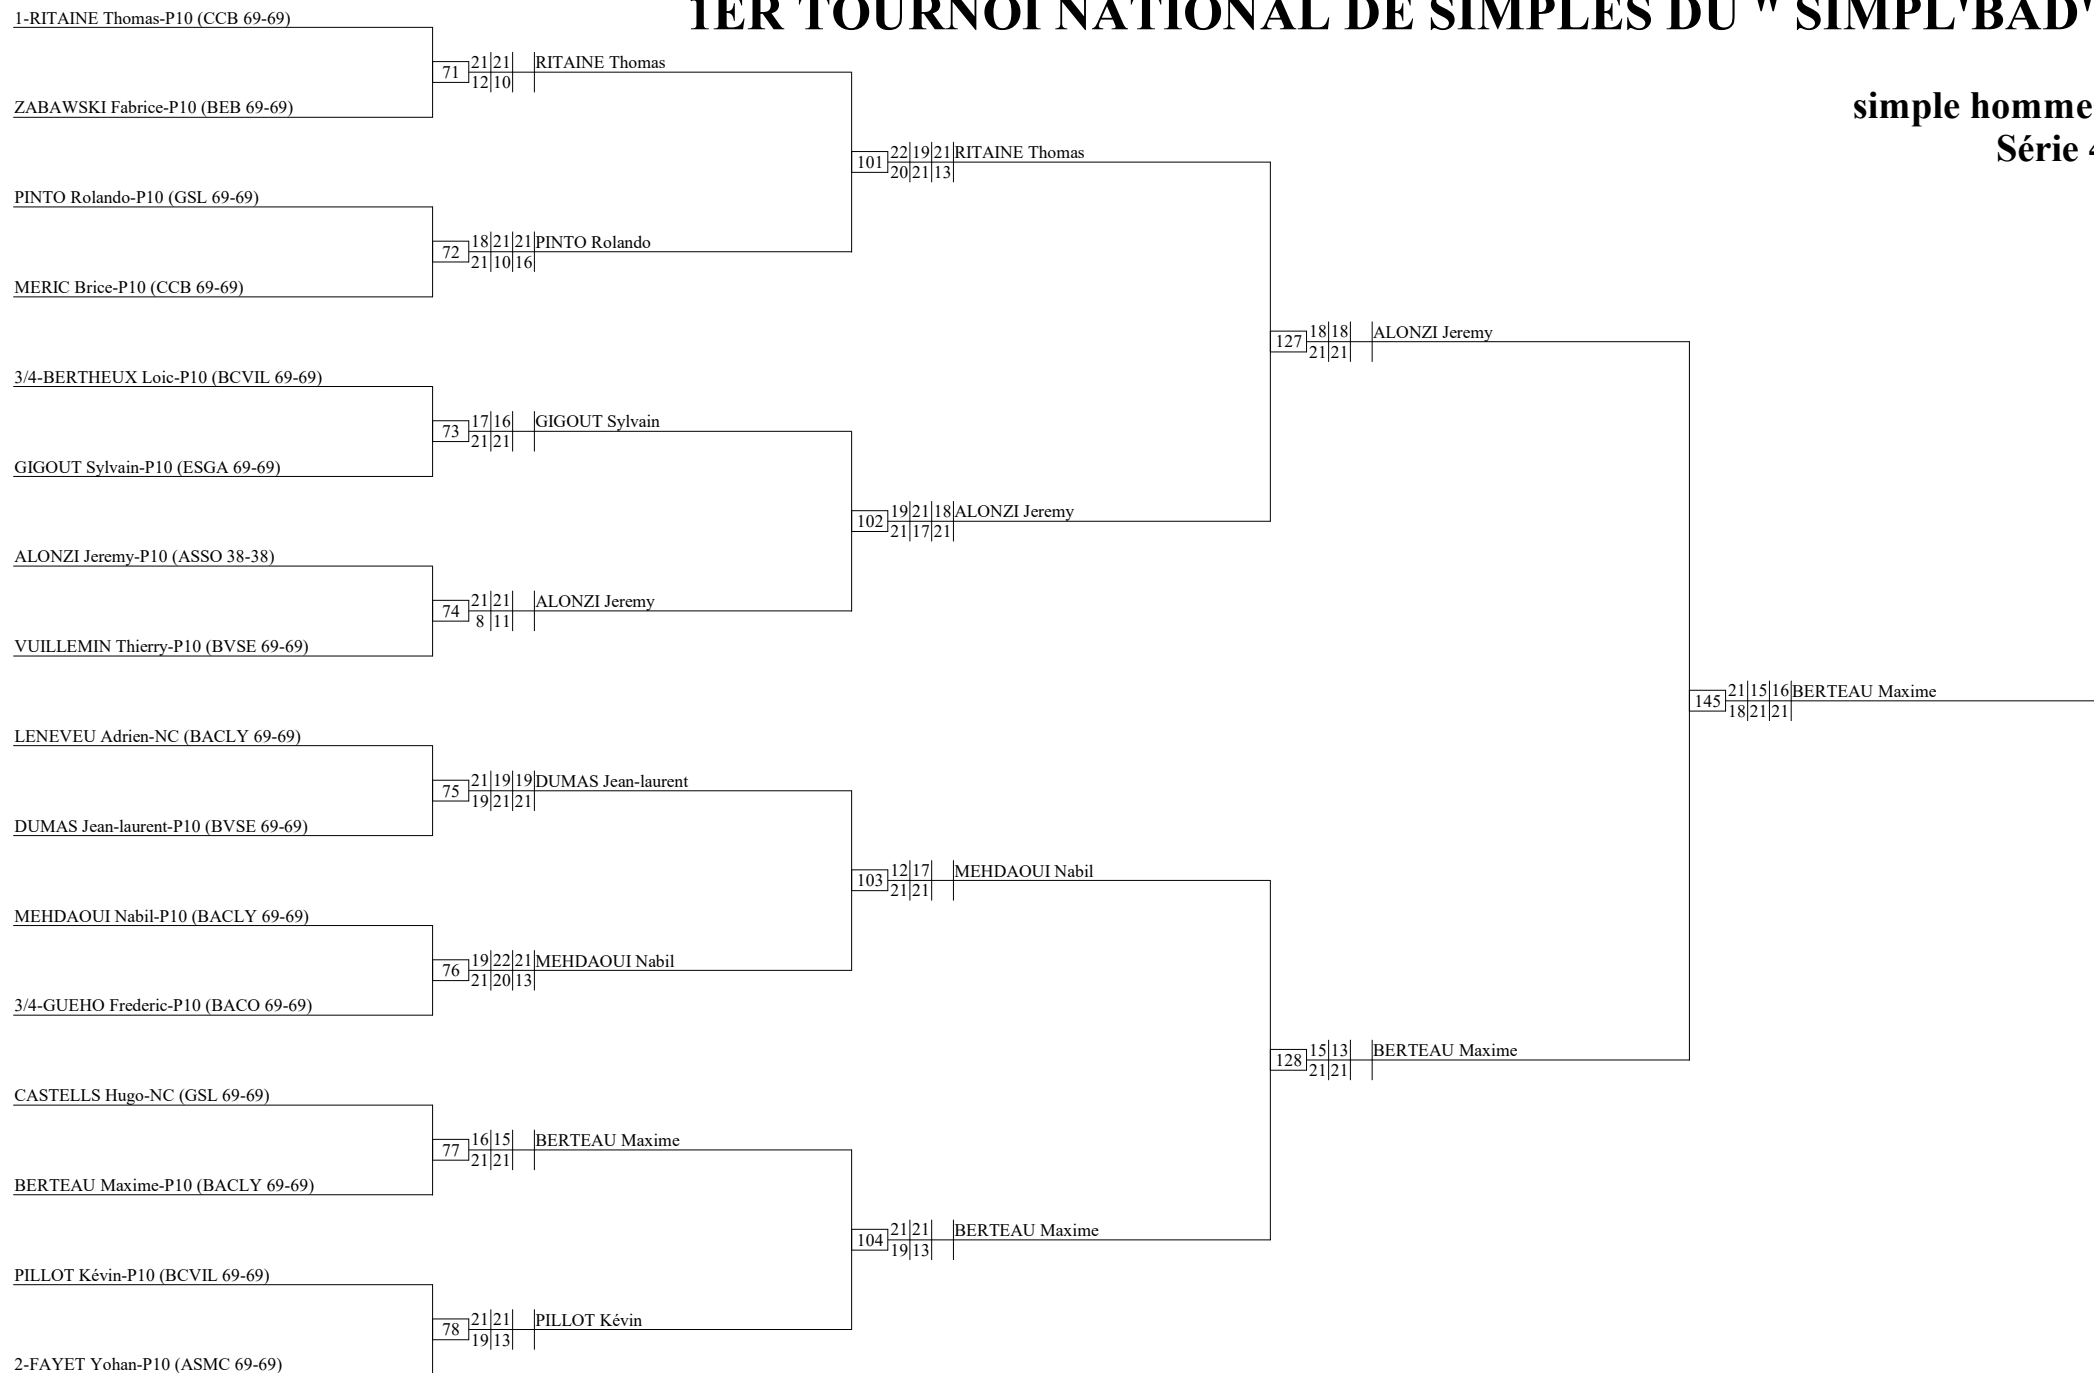 1ER TOURNOI NATIONAL DE SIMPLES DU " SIMPL'BAD"
simple homme
Série 4
1-RITAINE Thomas-P10 (CCB 69-69)
71 21 21 RITAINE Thomas
12 10
ZABAWSKI Fabrice-P10 (BEB 69-69)
101 22 19 21 RITAINE Thomas
20 21 13
PINTO Rolando-P10 (GSL 69-69)
72 18 21 21 PINTO Rolando
21 10 16
MERIC Brice-P10 (CCB 69-69)
127 18 18 ALONZI Jeremy
21 21
3/4-BERTHEUX Loic-P10 (BCVIL 69-69)
73 17 16 GIGOUT Sylvain
21 21
GIGOUT Sylvain-P10 (ESGA 69-69)
102 19 21 18 ALONZI Jeremy
21 17 21
ALONZI Jeremy-P10 (ASSO 38-38)
74 21 21 ALONZI Jeremy
8 11
VUILLEMIN Thierry-P10 (BVSE 69-69)
145 21 15 16 BERTEAU Maxime
18 21 21
LENEVEU Adrien-NC (BACLY 69-69)
75 21 19 19 DUMAS Jean-laurent
19 21 21
DUMAS Jean-laurent-P10 (BVSE 69-69)
103 12 17 MEHDAOUI Nabil
21 21
MEHDAOUI Nabil-P10 (BACLY 69-69)
76 19 22 21 MEHDAOUI Nabil
21 20 13
3/4-GUEHO Frederic-P10 (BACO 69-69)
128 15 13 BERTEAU Maxime
21 21
CASTELLS Hugo-NC (GSL 69-69)
77 16 15 BERTEAU Maxime
21 21
BERTEAU Maxime-P10 (BACLY 69-69)
104 21 21 BERTEAU Maxime
19 13
PILLOT Kévin-P10 (BCVIL 69-69)
78 21 21 PILLOT Kévin
19 13
2-FAYET Yohan-P10 (ASMC 69-69)